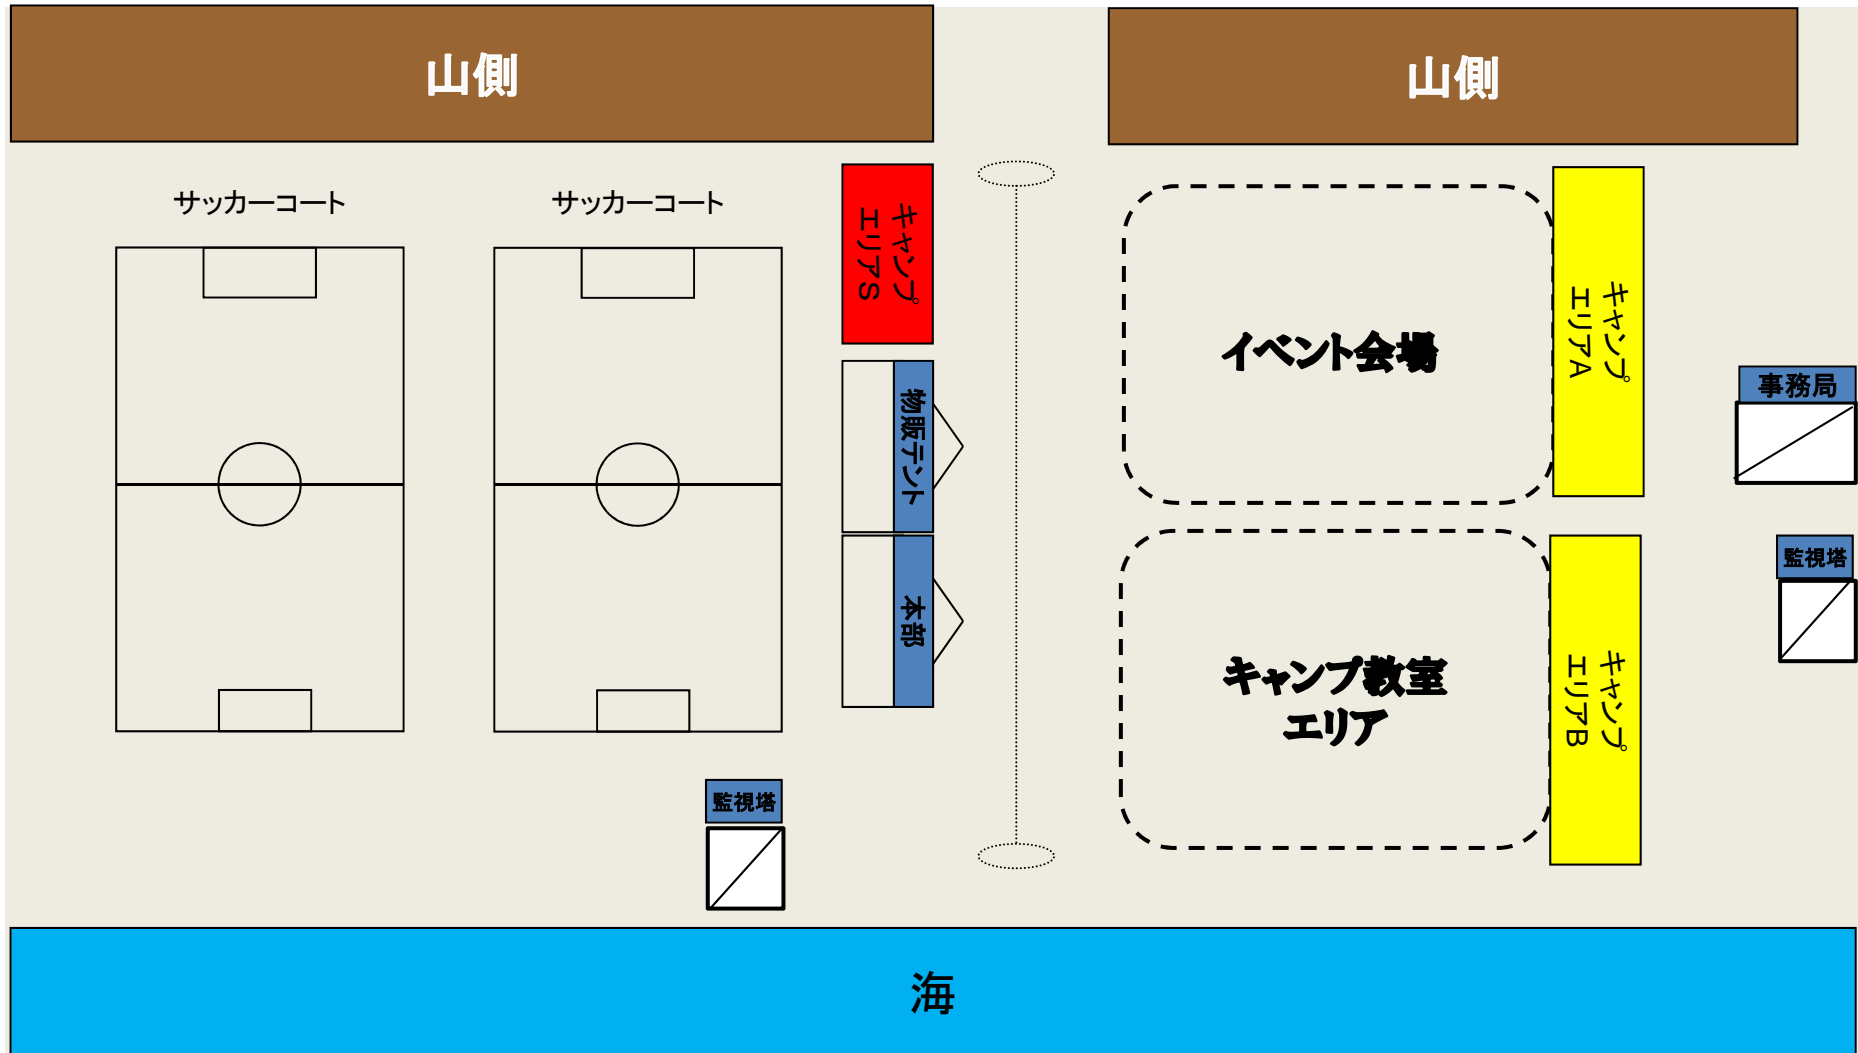 山側
山側
サッカーコート
サッカーコート
キャンプ
エリアS
物販テント
本部
監視塔
イベント会場
キャンプ教室
エリア
キャンプ
エリアA
キャンプ
エリアB
事務局
監視塔
海